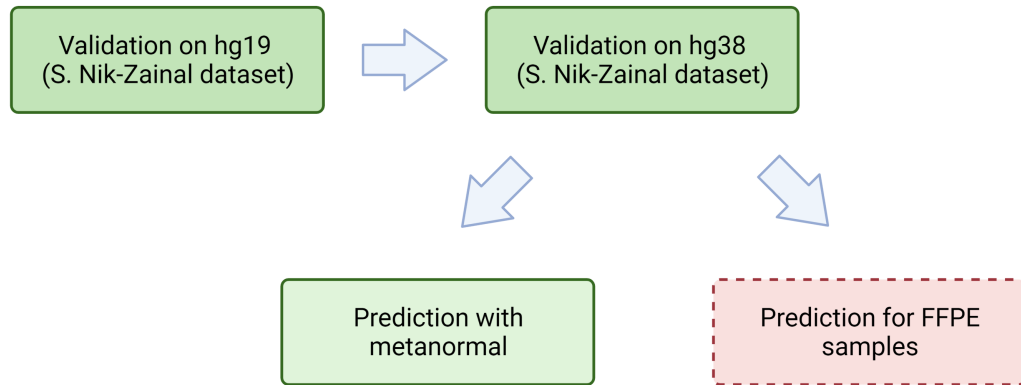 Validation on hg19
(S. Nik-Zainal dataset)
Validation on hg38
(S. Nik-Zainal dataset)
Prediction with
metanormal
Prediction for FFPE
samples